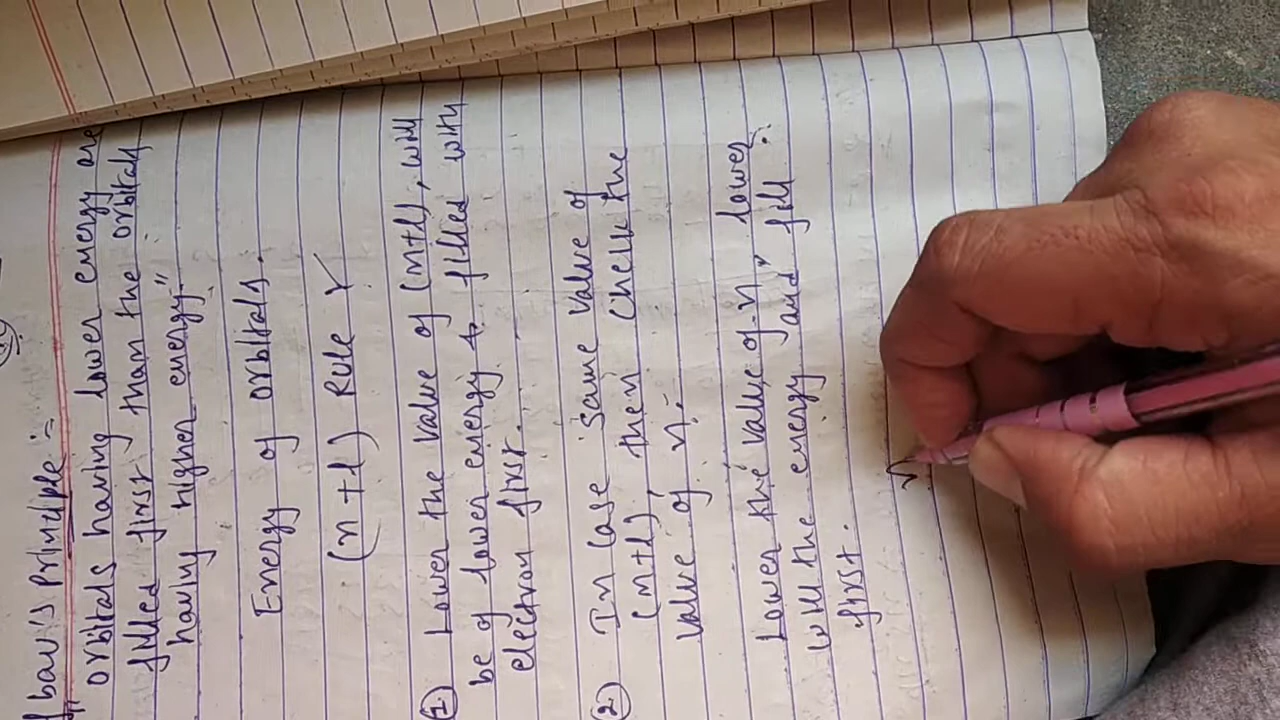 fbau's principle :-
orbitals having lower energy are
filled first than the orbitals
having higher energy."
Energy of orbitals.
(n+l) Rule
① Lower the value of (n+l), will
be of lower energy & filled with
electron first.
② In case same value of
(n+l), then check the
value of n.
Lower the value of n, lower
will the energy and fill
first.